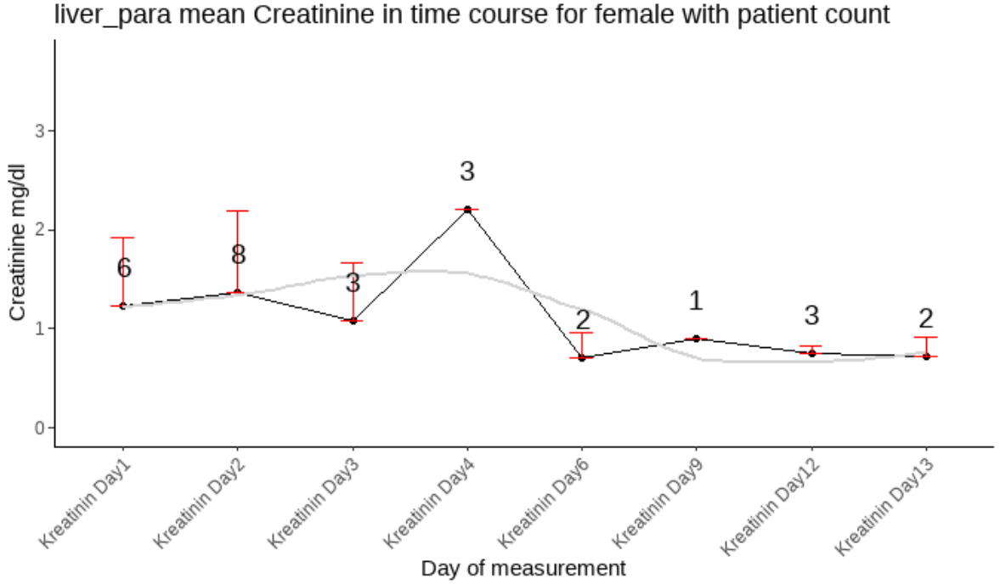 liver_para mean Creatinine in time course for female with patient count
Creatinine mg/dl
3
2
1
0
6
8
3
3
2
1
3
2
Kreatinin Day1
Kreatinin Day2
Kreatinin Day3
Kreatinin Day4
Kreatinin Day6
Kreatinin Day9
Kreatinin Day12
Kreatinin Day13
Day of measurement